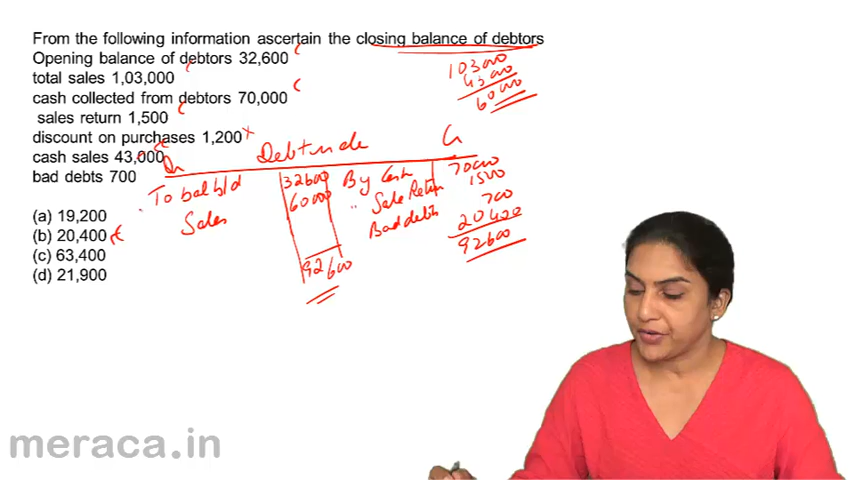 From the following information ascertain the closing balance of debtors
Opening balance of debtors 32,600
total sales 1,03,000
cash collected from debtors 70,000
sales return 1,500
discount on purchases 1,200 x
cash sales 43,000
bad debts 700
(a) 19,200
(b) 20,400
(c) 63,400
(d) 21,900
103000
43000
60000
Dr Debtors a/c Cr
To bal b/d 32600 By Cash 70000
Sales 60000 " Sale Return 1500
Bad debts 700
20400
92600 92600
meraca.in